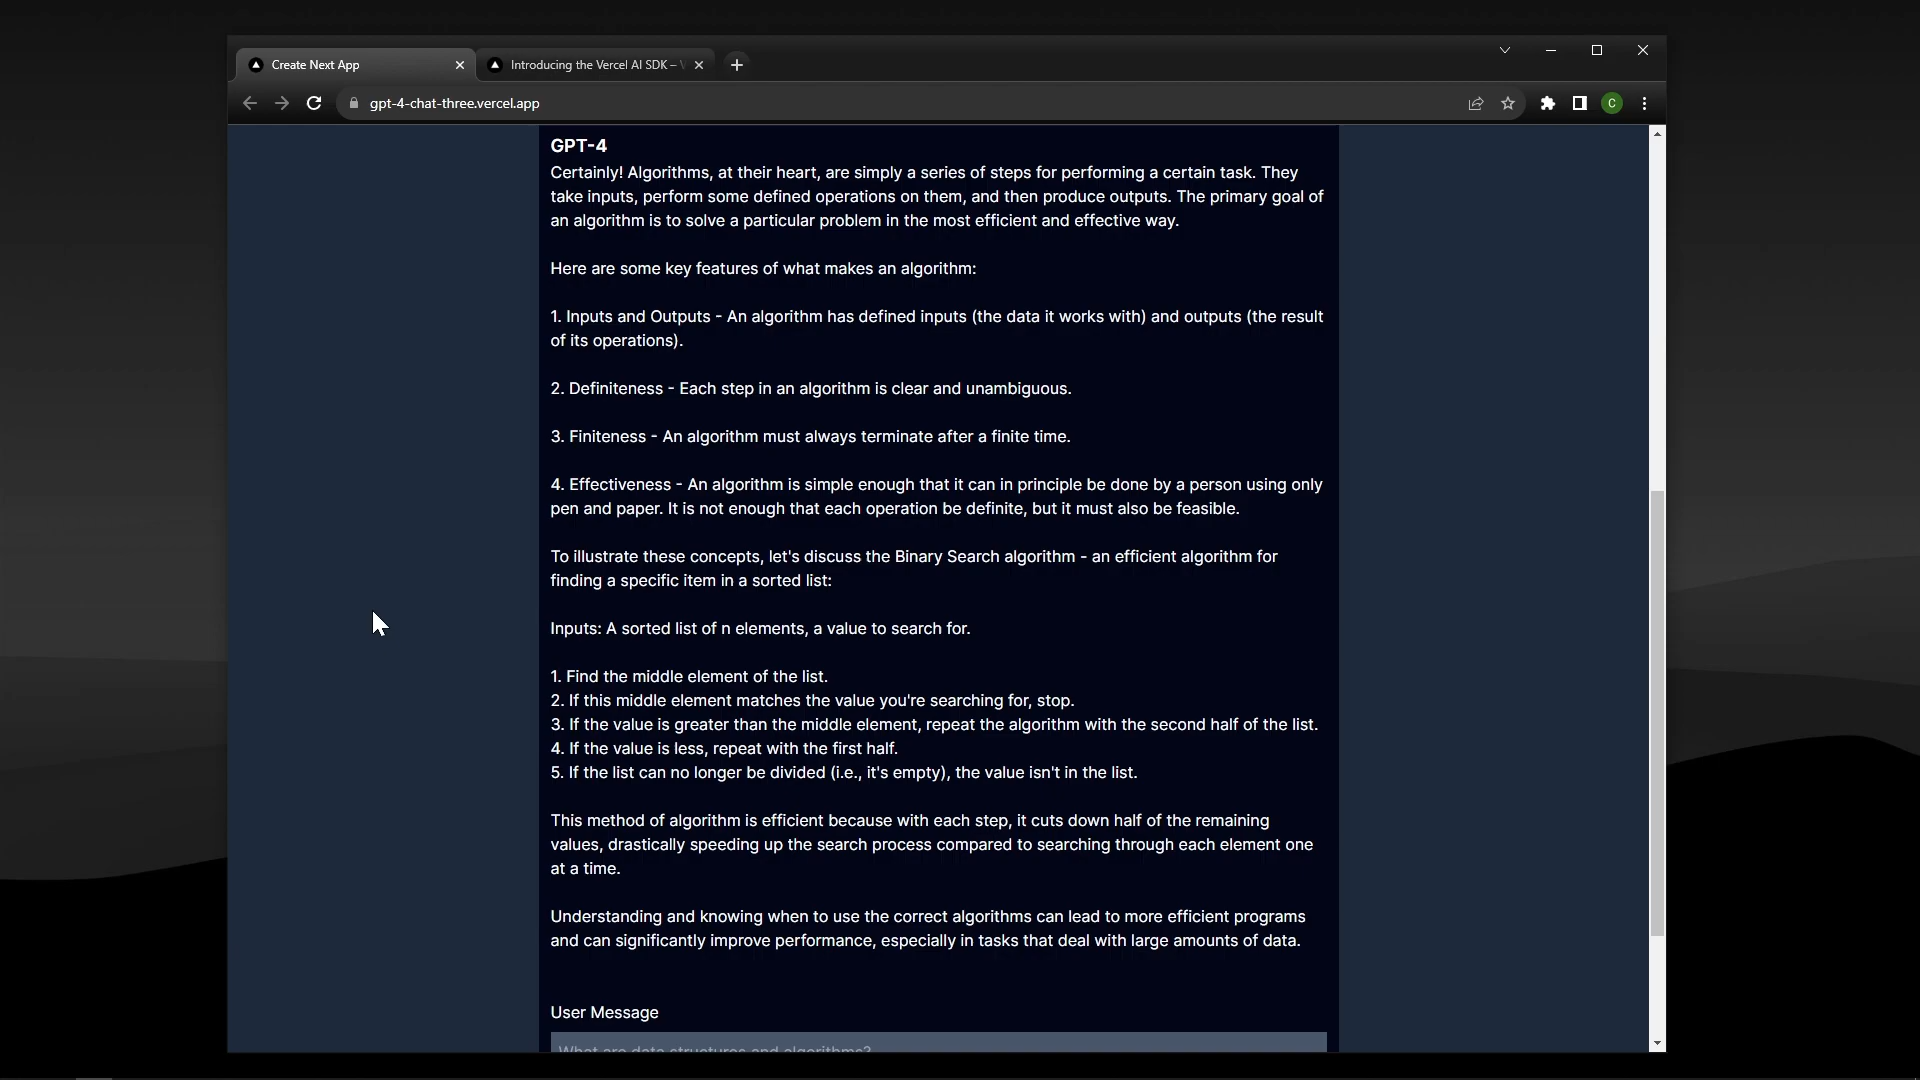 Create Next App
Introducing the Vercel AI SDK –
gpt-4-chat-three.vercel.app
C
GPT-4
Certainly! Algorithms, at their heart, are simply a series of steps for performing a certain task. They
take inputs, perform some defined operations on them, and then produce outputs. The primary goal of
an algorithm is to solve a particular problem in the most efficient and effective way.
Here are some key features of what makes an algorithm:
1. Inputs and Outputs - An algorithm has defined inputs (the data it works with) and outputs (the result
of its operations).
2. Definiteness - Each step in an algorithm is clear and unambiguous.
3. Finiteness - An algorithm must always terminate after a finite time.
4. Effectiveness - An algorithm is simple enough that it can in principle be done by a person using only
pen and paper. It is not enough that each operation be definite, but it must also be feasible.
To illustrate these concepts, let's discuss the Binary Search algorithm - an efficient algorithm for
finding a specific item in a sorted list:
Inputs: A sorted list of n elements, a value to search for.
1. Find the middle element of the list.
2. If this middle element matches the value you're searching for, stop.
3. If the value is greater than the middle element, repeat the algorithm with the second half of the list.
4. If the value is less, repeat with the first half.
5. If the list can no longer be divided (i.e., it's empty), the value isn't in the list.
This method of algorithm is efficient because with each step, it cuts down half of the remaining
values, drastically speeding up the search process compared to searching through each element one
at a time.
Understanding and knowing when to use the correct algorithms can lead to more efficient programs
and can significantly improve performance, especially in tasks that deal with large amounts of data.
User Message
What are data structures and algorithms?